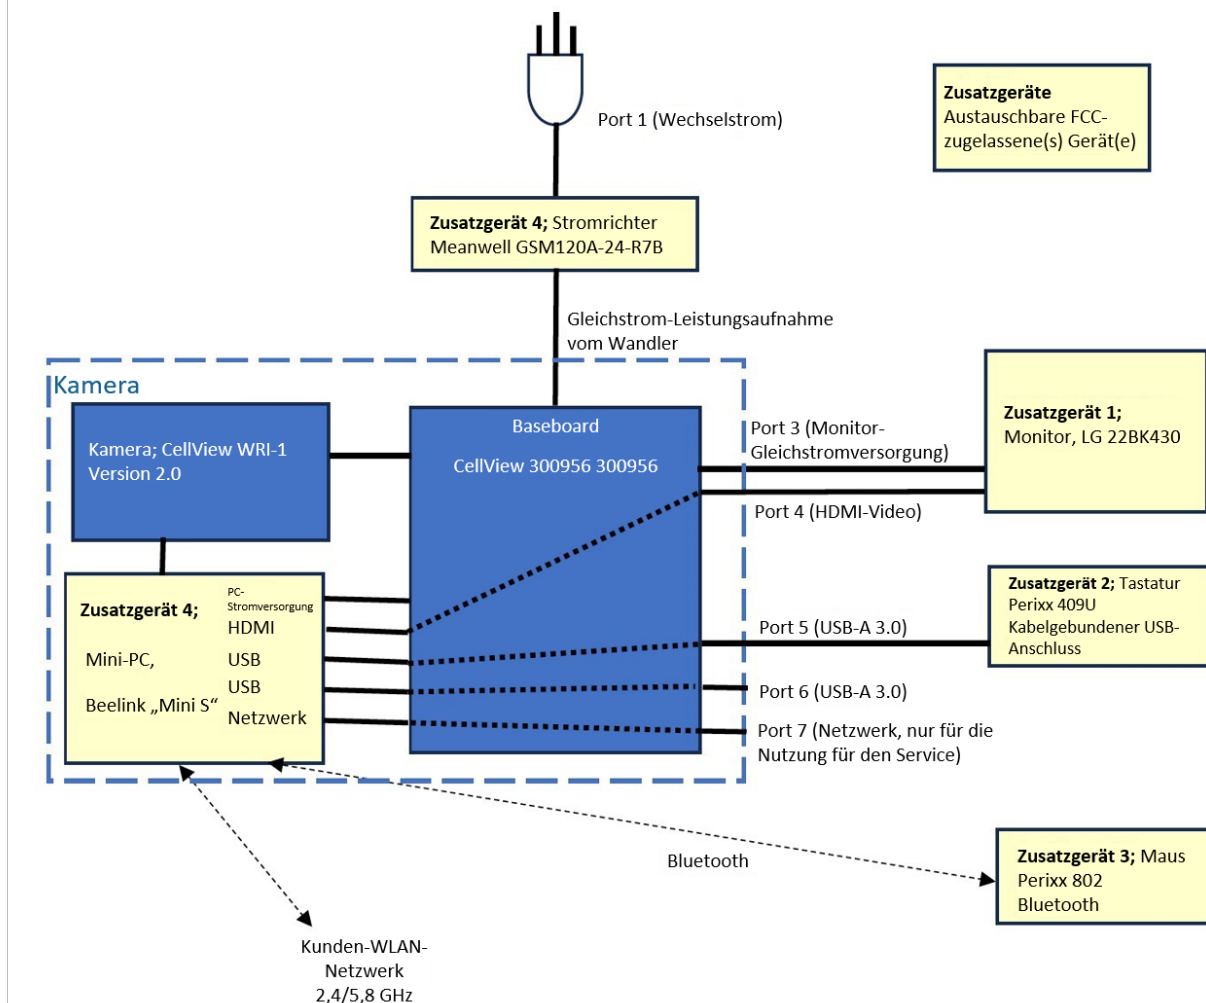 Port 1 (Wechselstrom)
Zusatzgeräte
Austauschbare FCC-
zugelassene(s) Gerät(e)
Zusatzgerät 4; Stromrichter
Meanwell GSM120A-24-R7B
Gleichstrom-Leistungsaufnahme
vom Wandler
Kamera
Kamera; CellView WRI-1
Version 2.0
Baseboard
CellView 300956 300956
Port 3 (Monitor-
Gleichstromversorgung)
Port 4 (HDMI-Video)
Zusatzgerät 1;
Monitor, LG 22BK430
Zusatzgerät 4;
Mini-PC,
Beelink „Mini S“
PC-
Stromversorgung
HDMI
USB
USB
Netzwerk
Port 5 (USB-A 3.0)
Port 6 (USB-A 3.0)
Port 7 (Netzwerk, nur für die
Nutzung für den Service)
Zusatzgerät 2; Tastatur
Perixx 409U
Kabelgebundener USB-
Anschluss
Bluetooth
Zusatzgerät 3; Maus
Perixx 802
Bluetooth
Kunden-WLAN-
Netzwerk
2,4/5,8 GHz